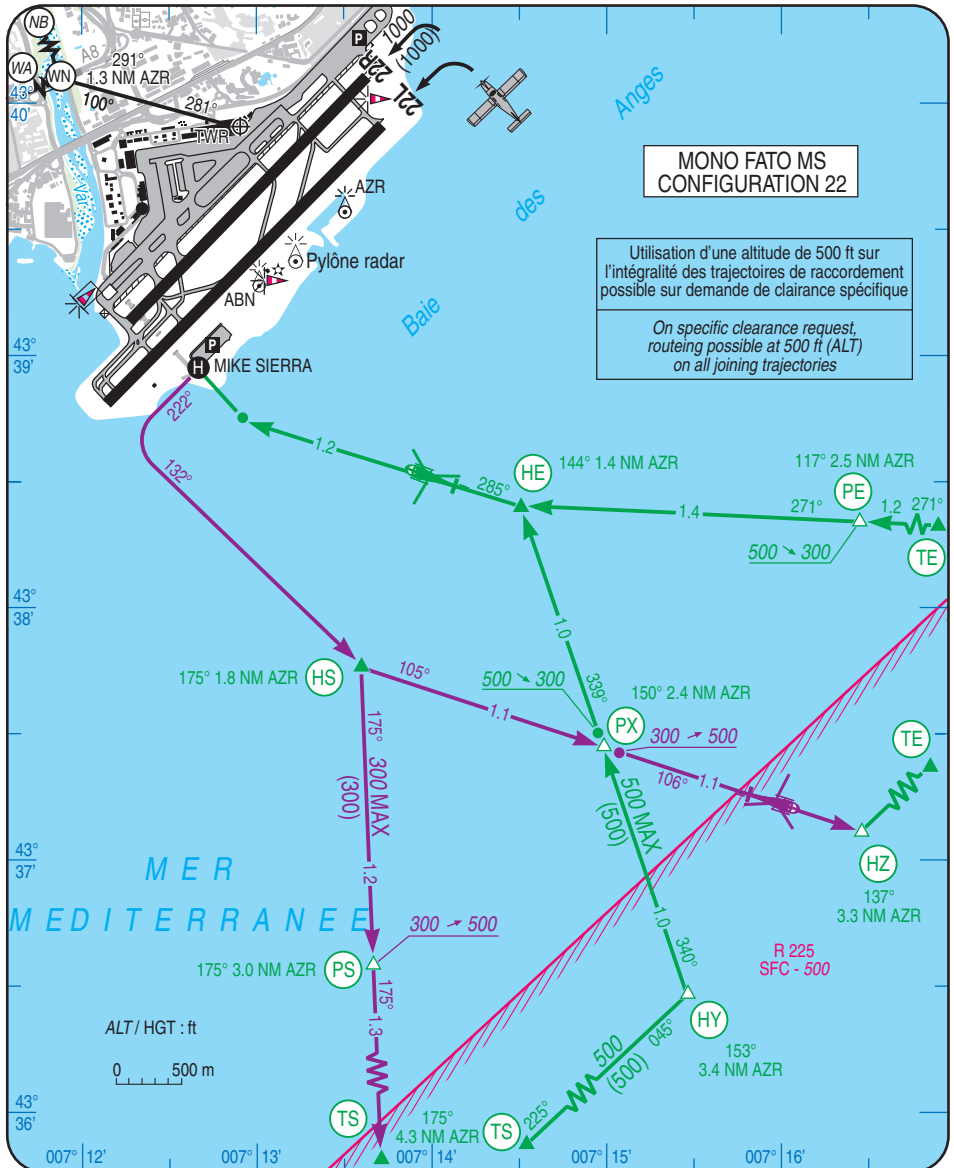 NB
WA
WN
A8
291°
1.3 NM AZR
100°
281°
TWR
P
1000
(1000)
22R
22L
43°
40'
Var
AZR
Pylône radar
ABN
Baie
des
Anges
MONO FATO MS
CONFIGURATION 22
Utilisation d'une altitude de 500 ft sur
l'intégralité des trajectoires de raccordement
possible sur demande de clairance spécifique
On specific clearance request,
routeing possible at 500 ft (ALT)
on all joining trajectories
43°
39'
P
H
MIKE SIERRA
222°
132°
1.2
285°
HE
144° 1.4 NM AZR
1.4
271°
117° 2.5 NM AZR
PE
1.2
271°
500 ➘ 300
TE
43°
38'
1.0
339°
500 ➘ 300
175° 1.8 NM AZR
HS
105°
1.1
150° 2.4 NM AZR
PX
300 ➚ 500
106°
1.1
TE
175°
300 MAX
(300)
1.2
500 MAX
(500)
1.0
340°
HZ
137°
3.3 NM AZR
43°
37'
MER
MEDITERRANEE
300 ➚ 500
175° 3.0 NM AZR
PS
175°
1.3
R 225
SFC - 500
HY
153°
3.4 NM AZR
045°
500
(500)
225°
ALT / HGT : ft
0
500 m
43°
36'
TS
175°
4.3 NM AZR
TS
007° 12'
007° 13'
007° 14'
007° 15'
007° 16'